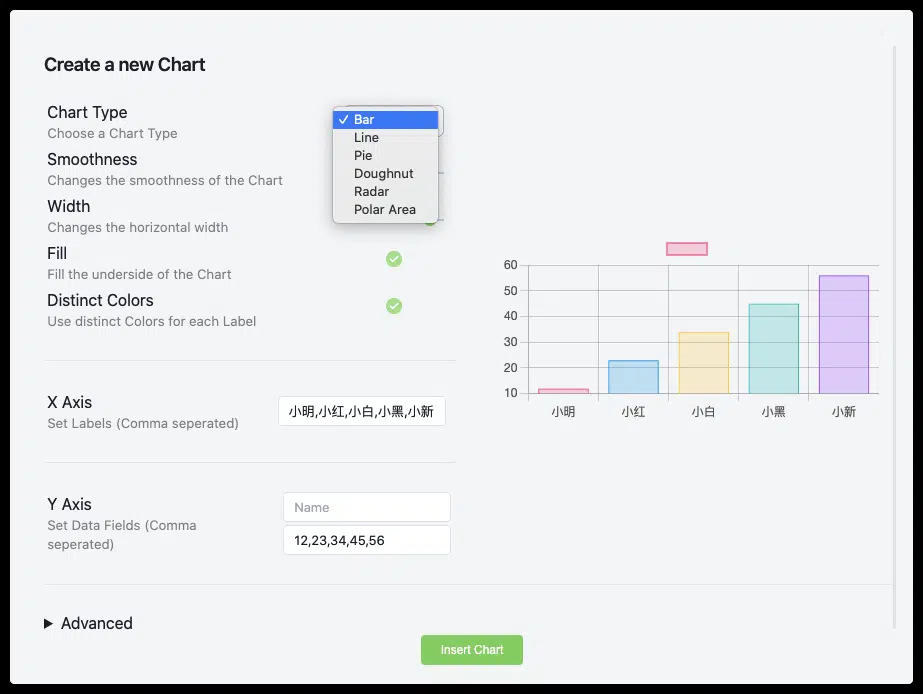 Create a new Chart
Chart Type
Choose a Chart Type
✓ Bar
Line
Pie
Doughnut
Radar
Polar Area
Smoothness
Changes the smoothness of the Chart
Width
Changes the horizontal width
Fill
Fill the underside of the Chart
Distinct Colors
Use distinct Colors for each Label
X Axis
Set Labels (Comma seperated)
小明,小红,小白,小黑,小新
Y Axis
Set Data Fields (Comma
seperated)
Name
12,23,34,45,56
60
50
40
30
20
10
小明 小红 小白 小黑 小新
Advanced
Insert Chart